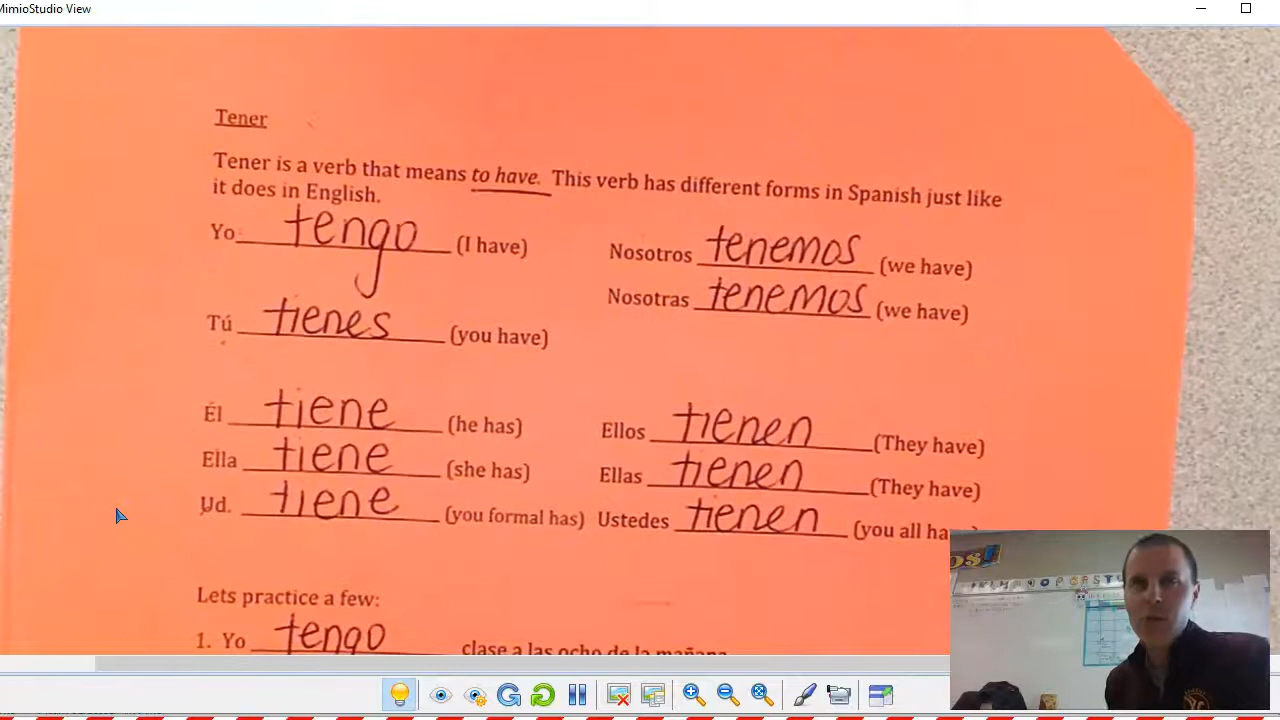 MimioStudio View
Tener
Tener is a verb that means to have. This verb has different forms in Spanish just like
it does in English.
Yo tengo (I have)
Nosotros tenemos (we have)
Nosotras tenemos (we have)
Tú tienes (you have)
Él tiene (he has)
Ellos tienen (They have)
Ella tiene (she has)
Ellas tienen (They have)
Ud. tiene (you formal has)
Ustedes tienen (you all ha
Lets practice a few:
1. Yo tengo clase a las ocho de la mañana